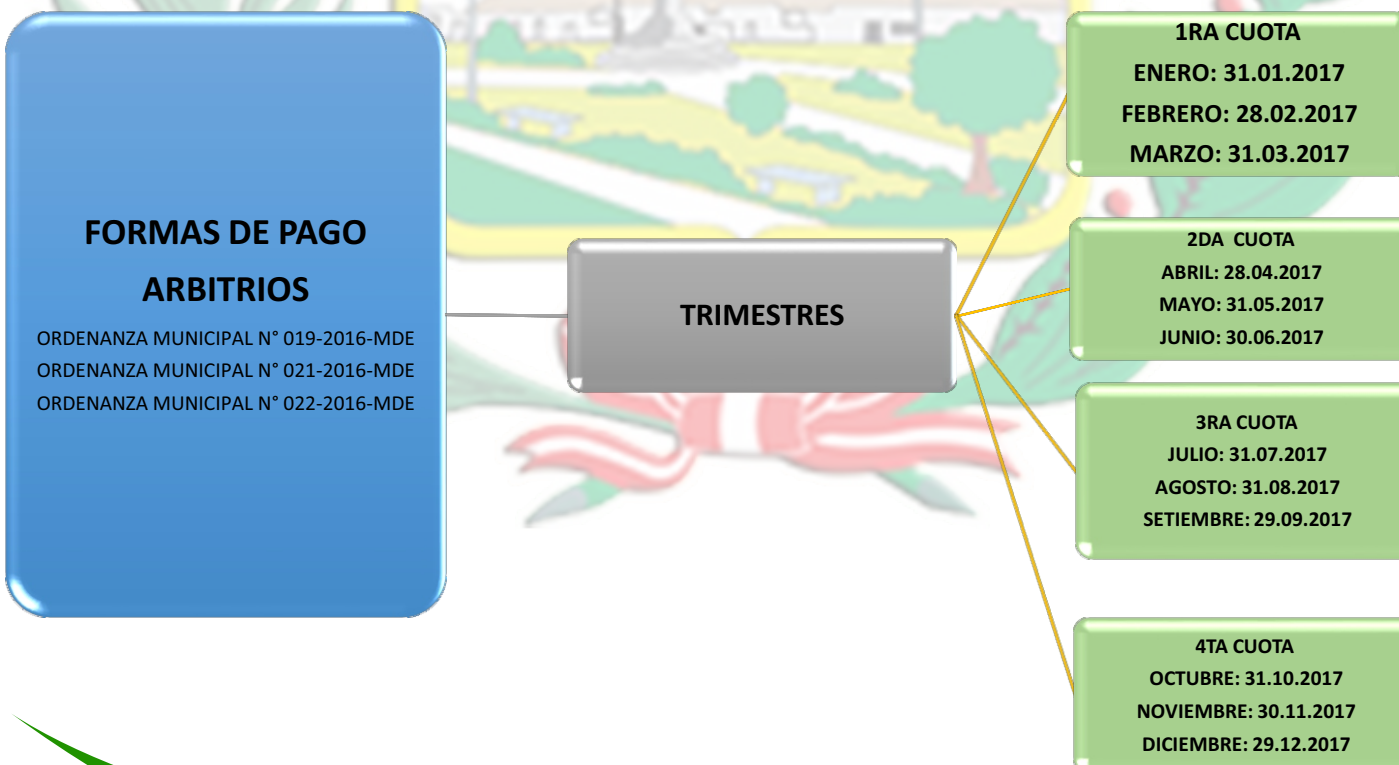 FORMAS DE PAGO
ARBITRIOS
ORDENANZA MUNICIPAL N° 019-2016-MDE
ORDENANZA MUNICIPAL N° 021-2016-MDE
ORDENANZA MUNICIPAL N° 022-2016-MDE
TRIMESTRES
1RA CUOTA
ENERO: 31.01.2017
FEBRERO: 28.02.2017
MARZO: 31.03.2017
2DA CUOTA
ABRIL: 28.04.2017
MAYO: 31.05.2017
JUNIO: 30.06.2017
3RA CUOTA
JULIO: 31.07.2017
AGOSTO: 31.08.2017
SETIEMBRE: 29.09.2017
4TA CUOTA
OCTUBRE: 31.10.2017
NOVIEMBRE: 30.11.2017
DICIEMBRE: 29.12.2017